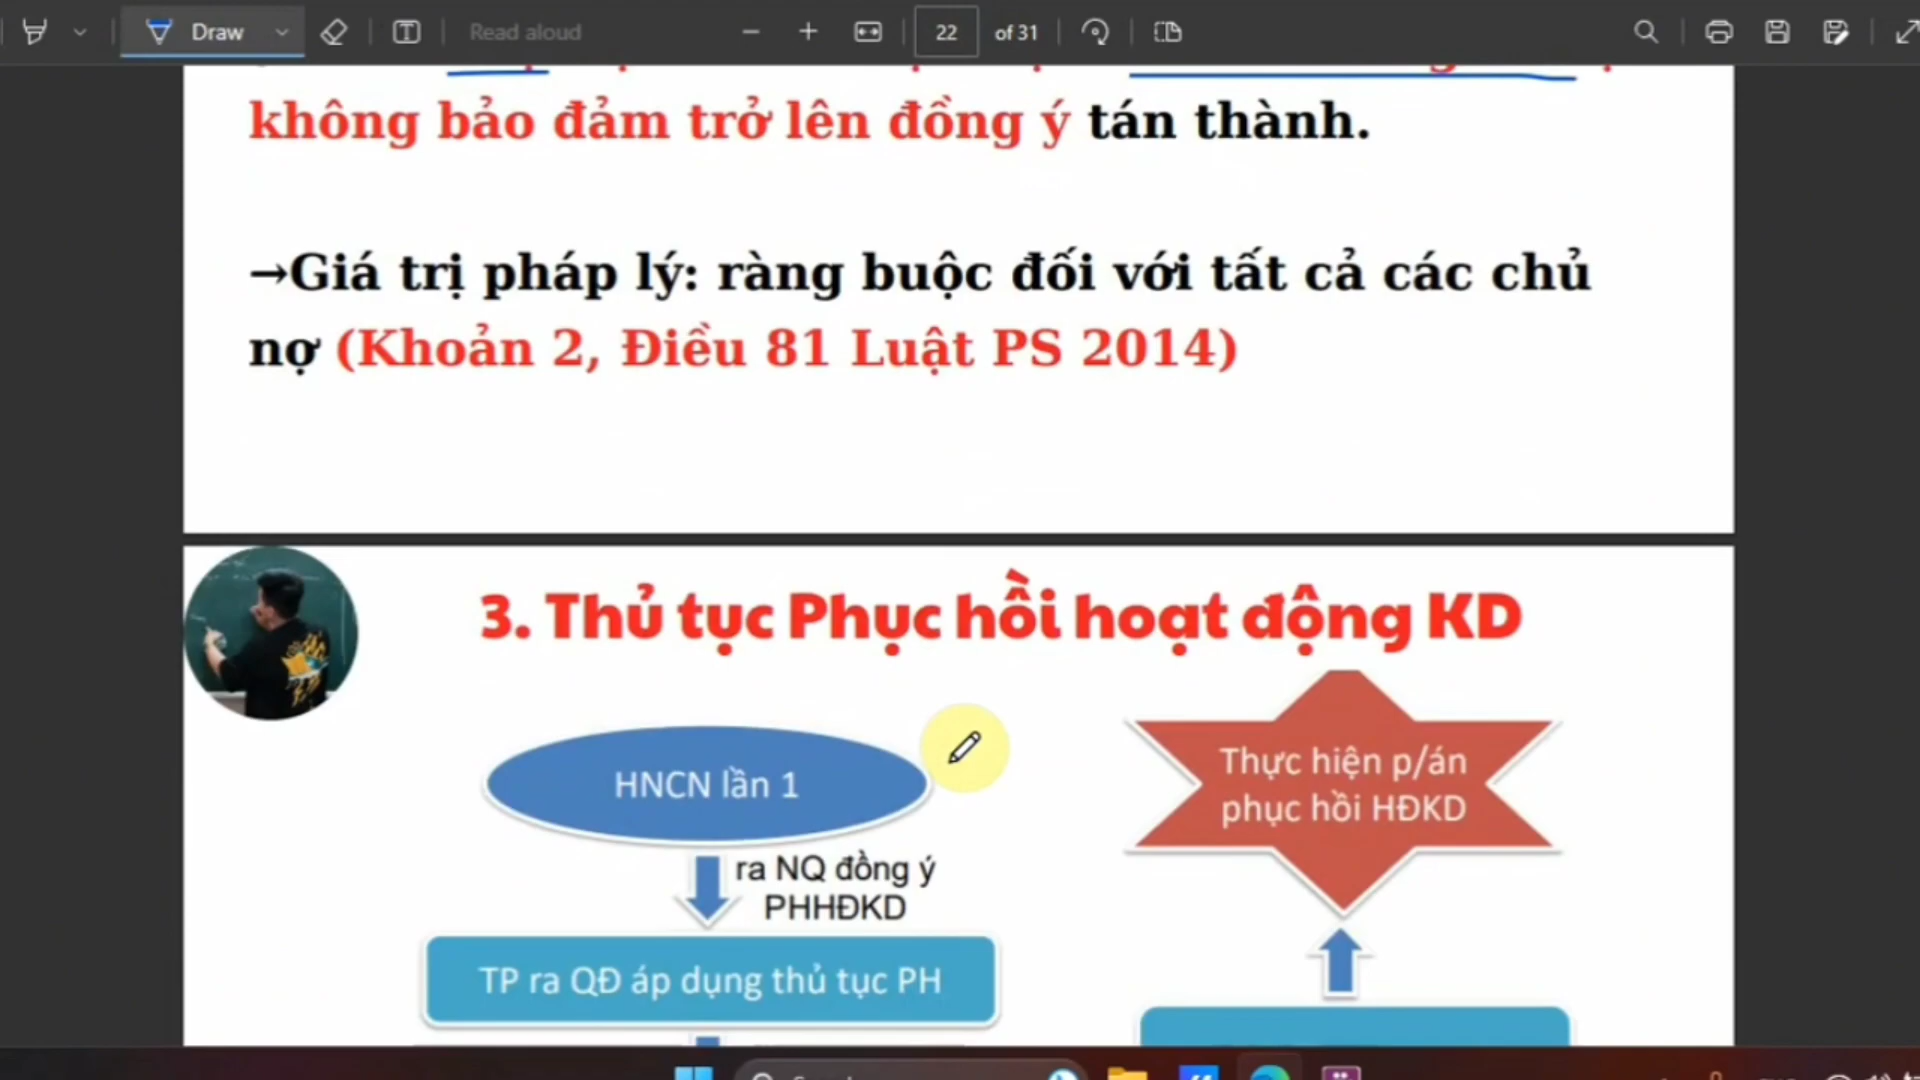 Draw
Read aloud
22 of 31
không bảo đảm trở lên đồng ý tán thành.
→Giá trị pháp lý: ràng buộc đối với tất cả các chủ
nợ (Khoản 2, Điều 81 Luật PS 2014)
3. Thủ tục Phục hồi hoạt động KD
HNCN lần 1
Thực hiện p/án
phục hồi HĐKD
ra NQ đồng ý
PHHĐKD
TP ra QĐ áp dụng thủ tục PH